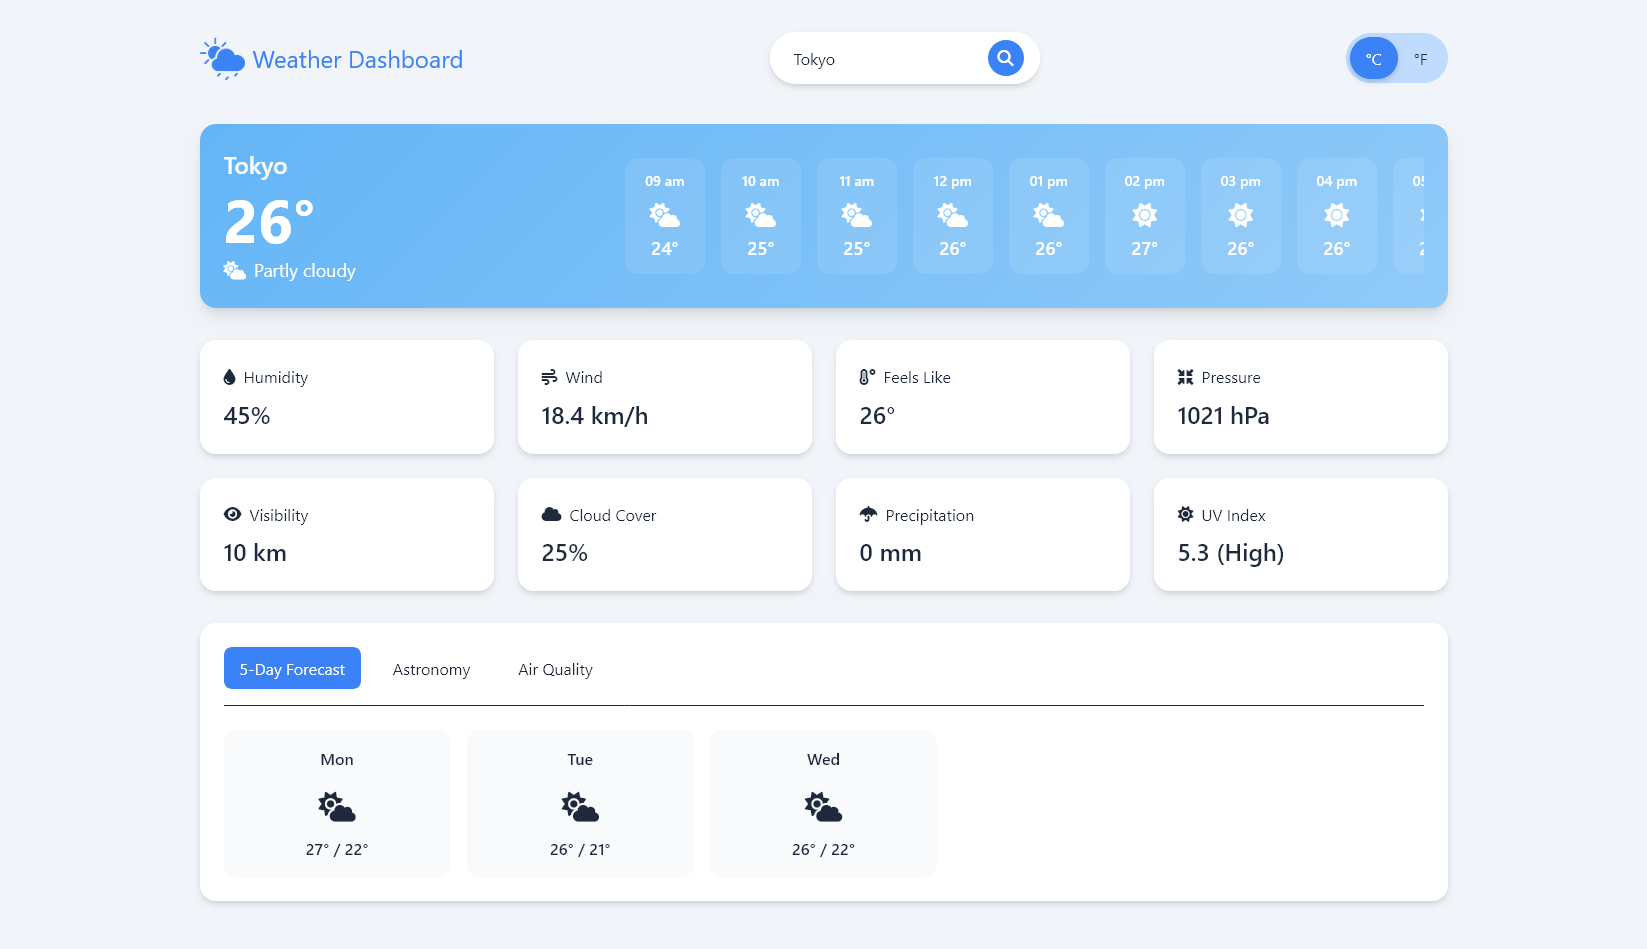 Weather Dashboard
Tokyo
°C °F
Tokyo
26°
Partly cloudy
09 am 10 am 11 am 12 pm 01 pm 02 pm 03 pm 04 pm
24° 25° 25° 26° 26° 27° 26° 26°
Humidity
45%
Wind
18.4 km/h
Feels Like
26°
Pressure
1021 hPa
Visibility
10 km
Cloud Cover
25%
Precipitation
0 mm
UV Index
5.3 (High)
5-Day Forecast Astronomy Air Quality
Mon
27° / 22°
Tue
26° / 21°
Wed
26° / 22°